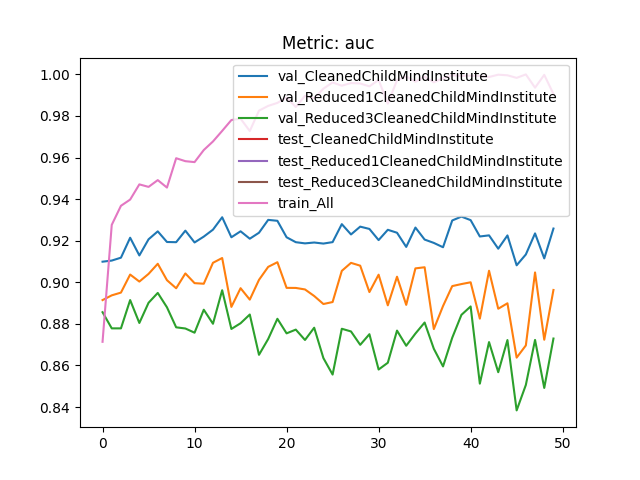 Metric: auc
1.00
0.98
0.96
0.94
0.92
0.90
0.88
0.86
0.84
val_CleanedChildMindInstitute
val_Reduced1CleanedChildMindInstitute
val_Reduced3CleanedChildMindInstitute
test_CleanedChildMindInstitute
test_Reduced1CleanedChildMindInstitute
test_Reduced3CleanedChildMindInstitute
train_All
0 10 20 30 40 50